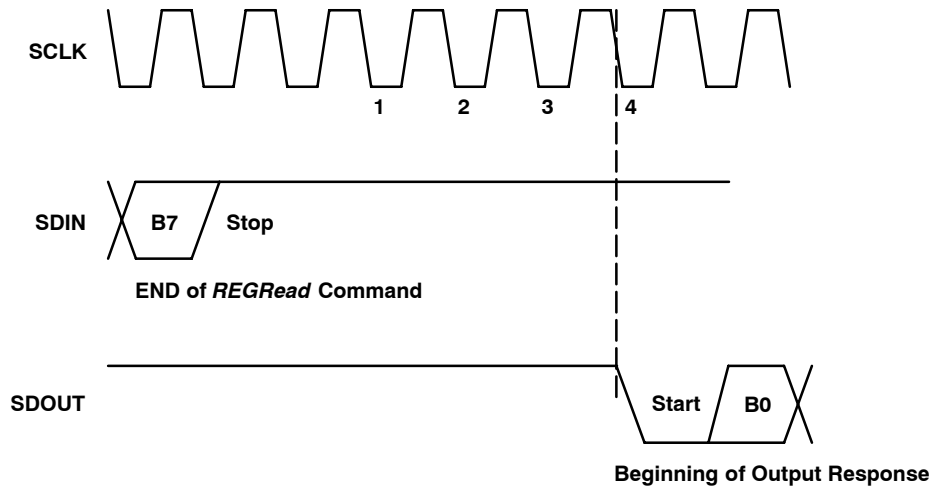 SCLK
1 2 3 4
SDIN B7 Stop
END of REGRead Command
SDOUT Start B0
Beginning of Output Response